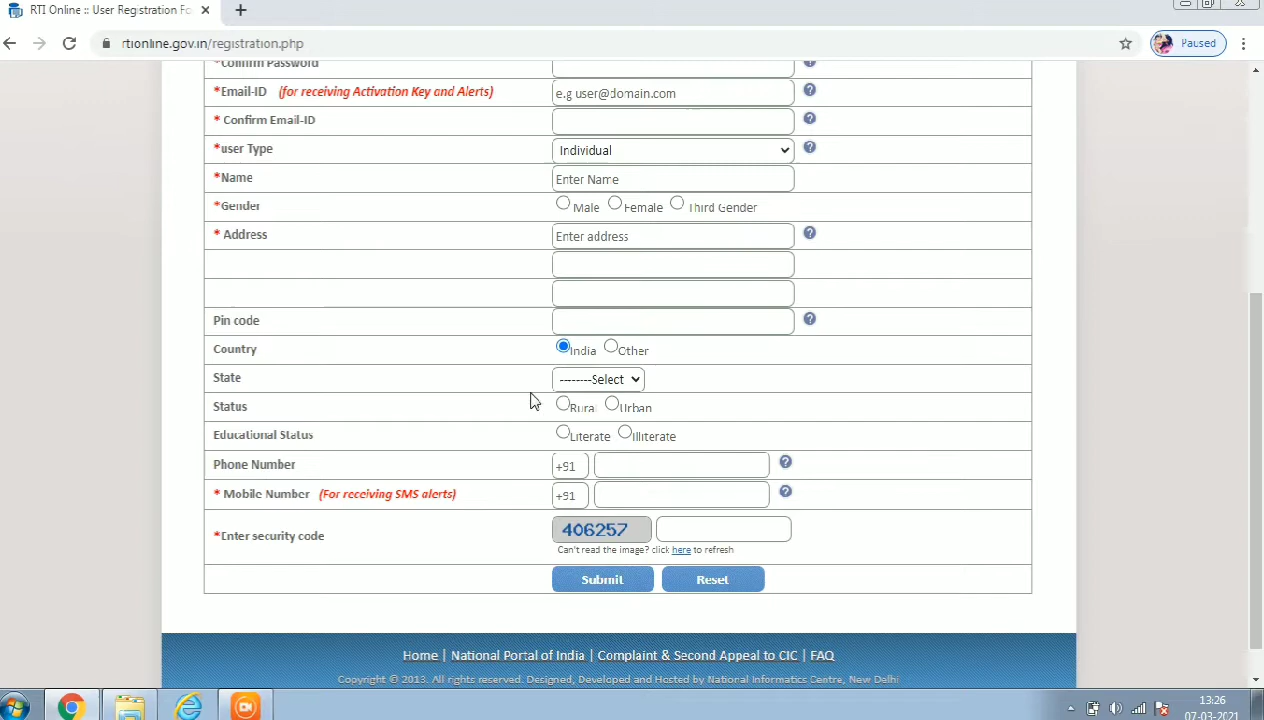 RTI Online :: User Registration Fo
rtionline.gov.in/registration.php
Paused
*Confirm Password
*Email-ID (for receiving Activation Key and Alerts)
e.g user@domain.com
* Confirm Email-ID
*user Type
Individual
*Name
Enter Name
*Gender
Male Female Third Gender
* Address
Enter address
Pin code
Country
India Other
State
--------Select
Status
Rural Urban
Educational Status
Literate Illiterate
Phone Number
+91
* Mobile Number (For receiving SMS alerts)
+91
*Enter security code
406257
Can't read the image? click here to refresh
Submit Reset
Home | National Portal of India | Complaint & Second Appeal to CIC | FAQ
Copyright © 2013. All rights reserved. Designed, Developed and Hosted by National Informatics Centre, New Delhi
13:26
07-03-2021